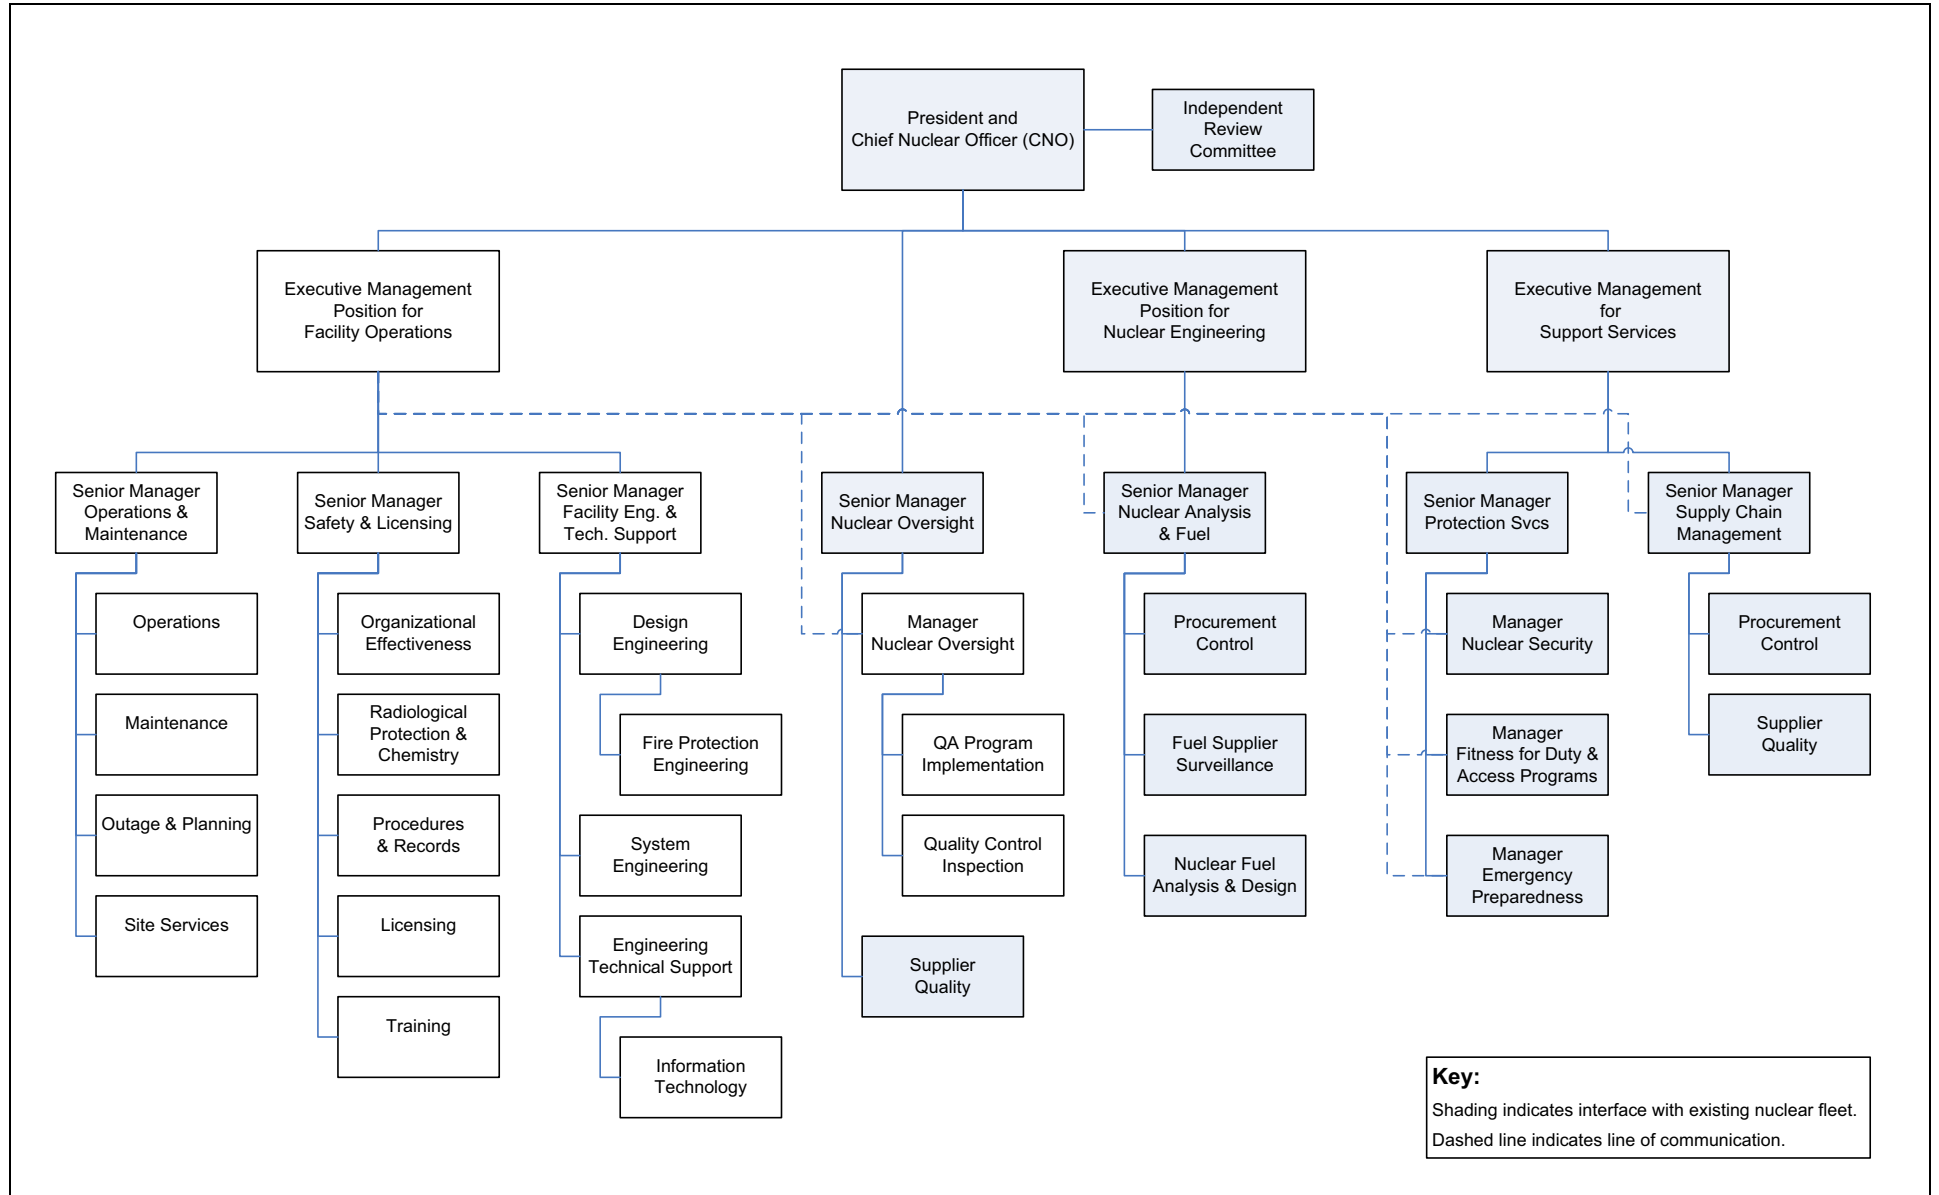 President and
Chief Nuclear Officer (CNO)
Independent
Review
Committee
Executive Management
Position for
Facility Operations
Executive Management
Position for
Nuclear Engineering
Executive Management
for
Support Services
Senior Manager
Operations &
Maintenance
Senior Manager
Safety & Licensing
Senior Manager
Facility Eng. &
Tech. Support
Senior Manager
Nuclear Oversight
Senior Manager
Nuclear Analysis
& Fuel
Senior Manager
Protection Svcs
Senior Manager
Supply Chain
Management
Operations
Maintenance
Outage & Planning
Site Services
Organizational
Effectiveness
Radiological
Protection &
Chemistry
Procedures
& Records
Licensing
Training
Design
Engineering
Fire Protection
Engineering
System
Engineering
Engineering
Technical Support
Information
Technology
Manager
Nuclear Oversight
QA Program
Implementation
Quality Control
Inspection
Supplier
Quality
Procurement
Control
Fuel Supplier
Surveillance
Nuclear Fuel
Analysis & Design
Manager
Nuclear Security
Manager
Fitness for Duty &
Access Programs
Manager
Emergency
Preparedness
Procurement
Control
Supplier
Quality
Key:
Shading indicates interface with existing nuclear fleet.
Dashed line indicates line of communication.